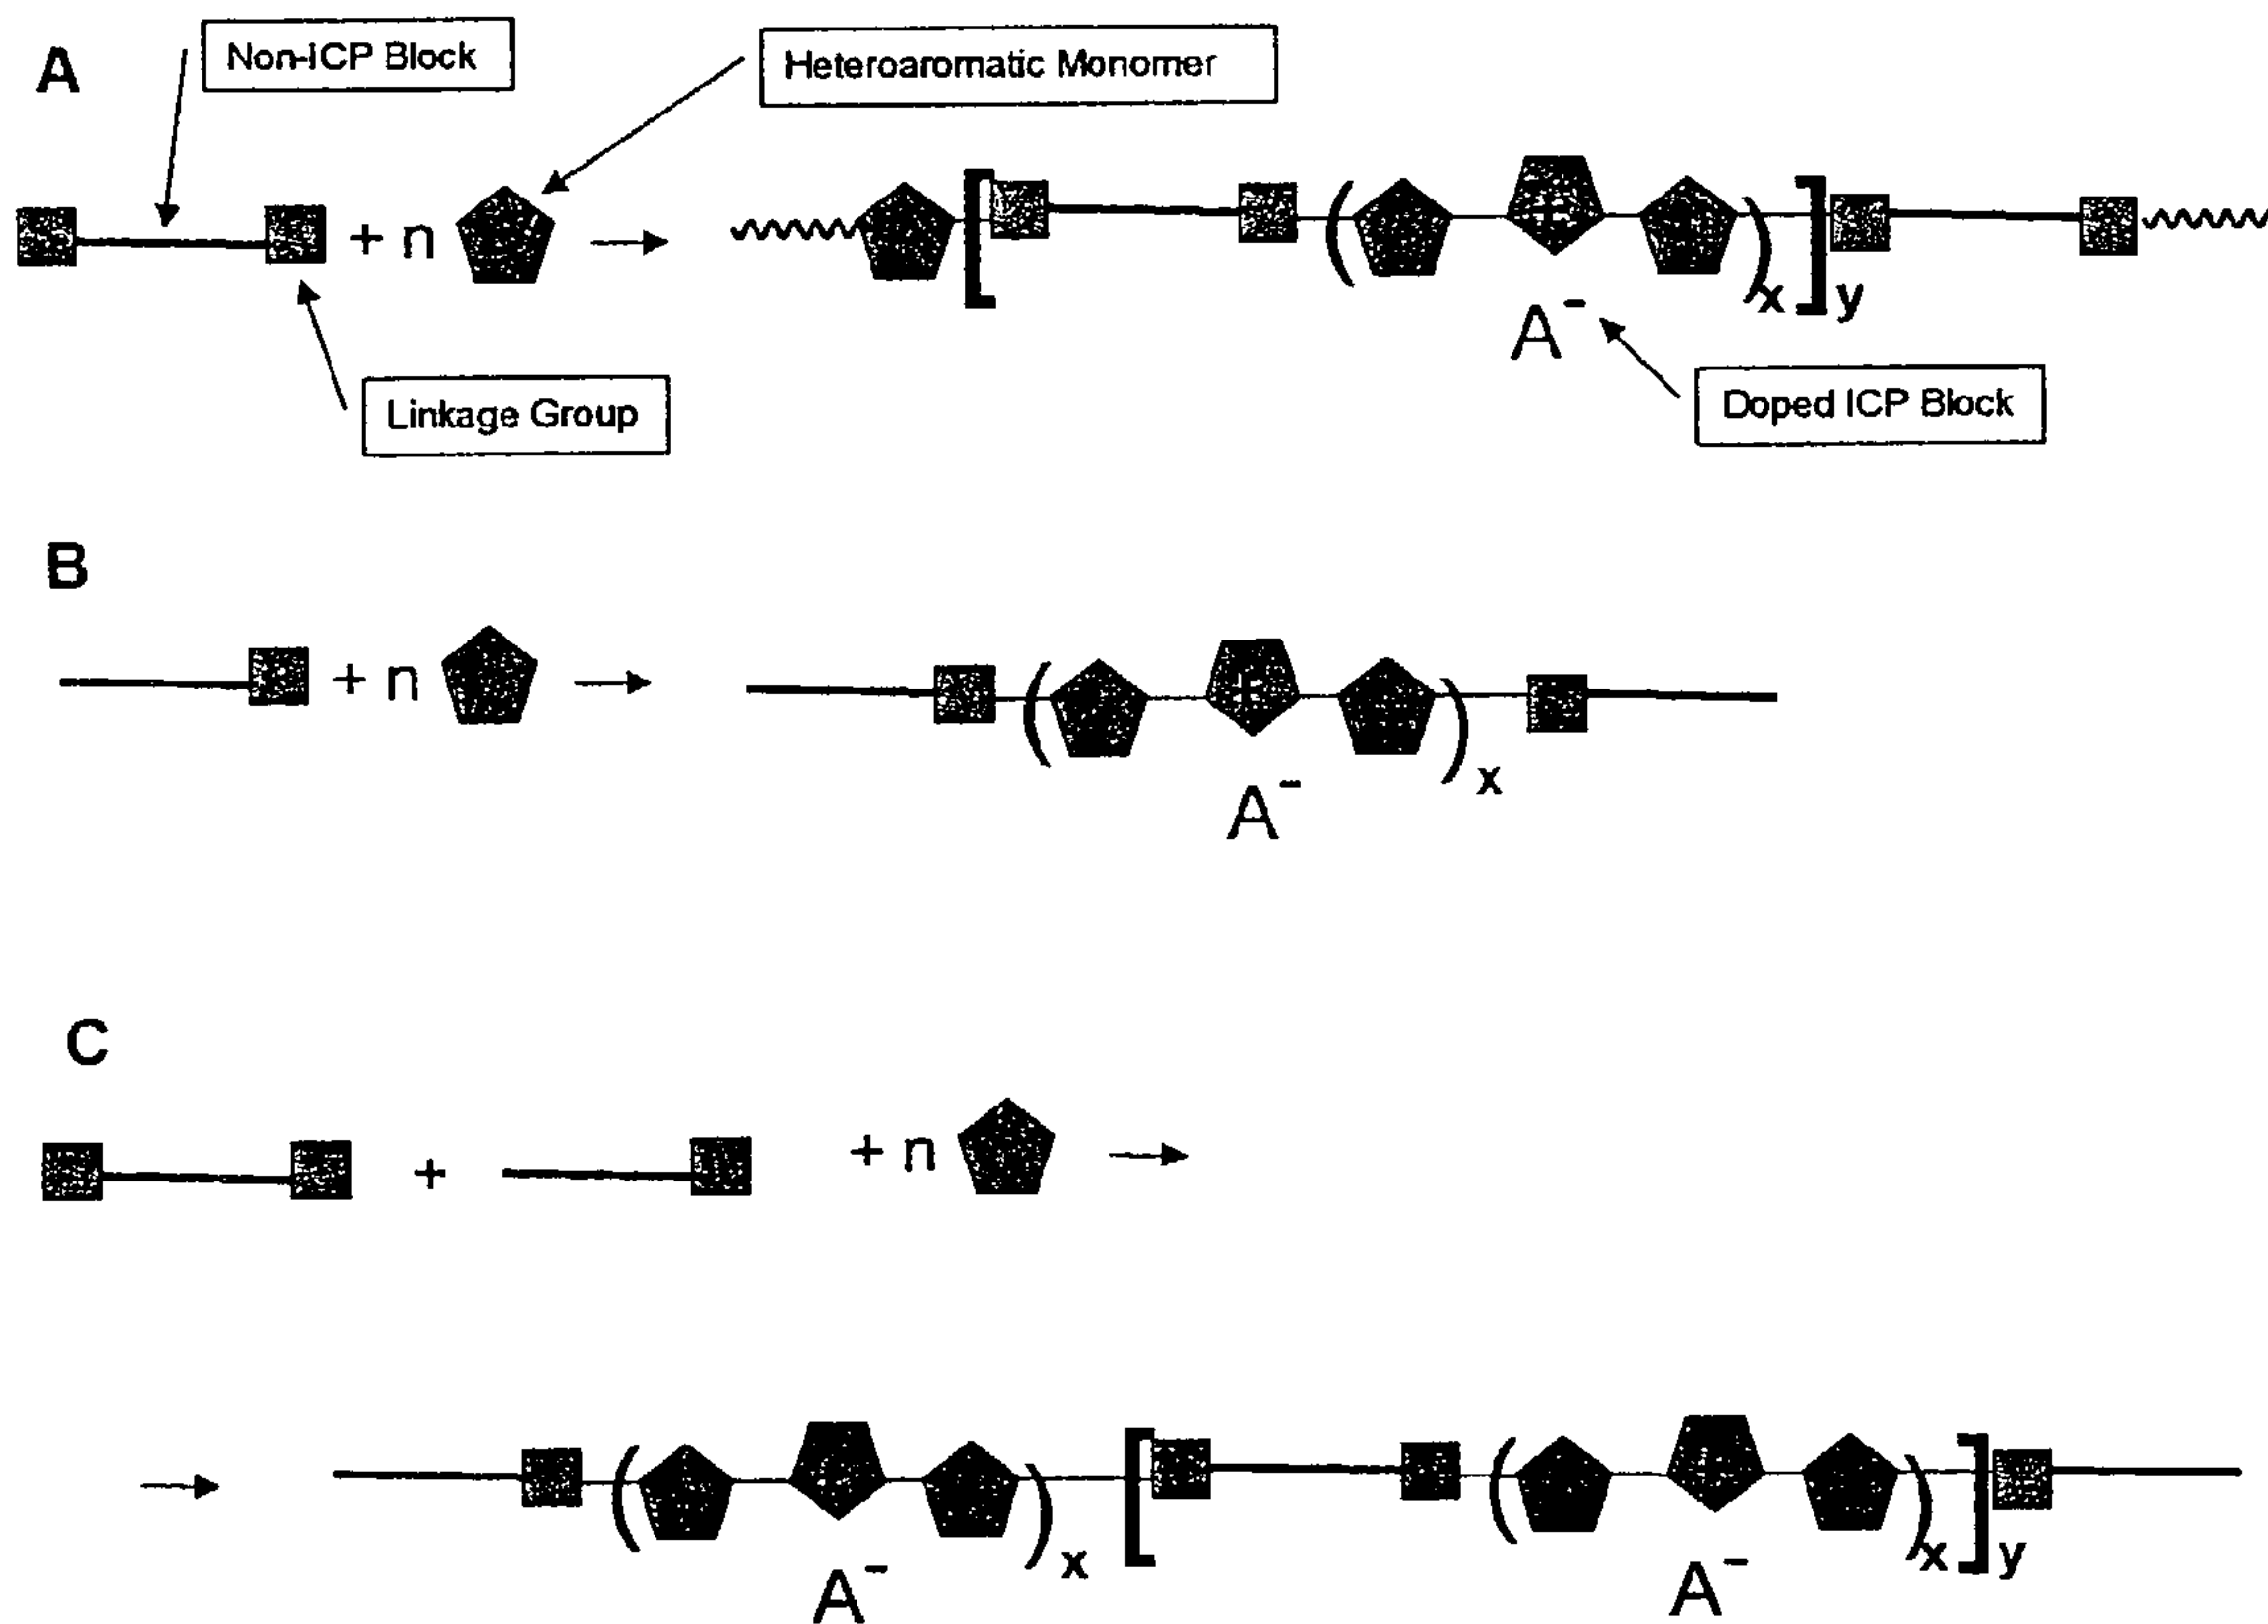 A
Non-ICP Block
Heteroaromatic Monomer
+ n
+
x
y
A⁻
Linkage Group
Doped ICP Block
B
+ n
+
x
A⁻
C
+
+ n
x
x
y
A⁻
A⁻